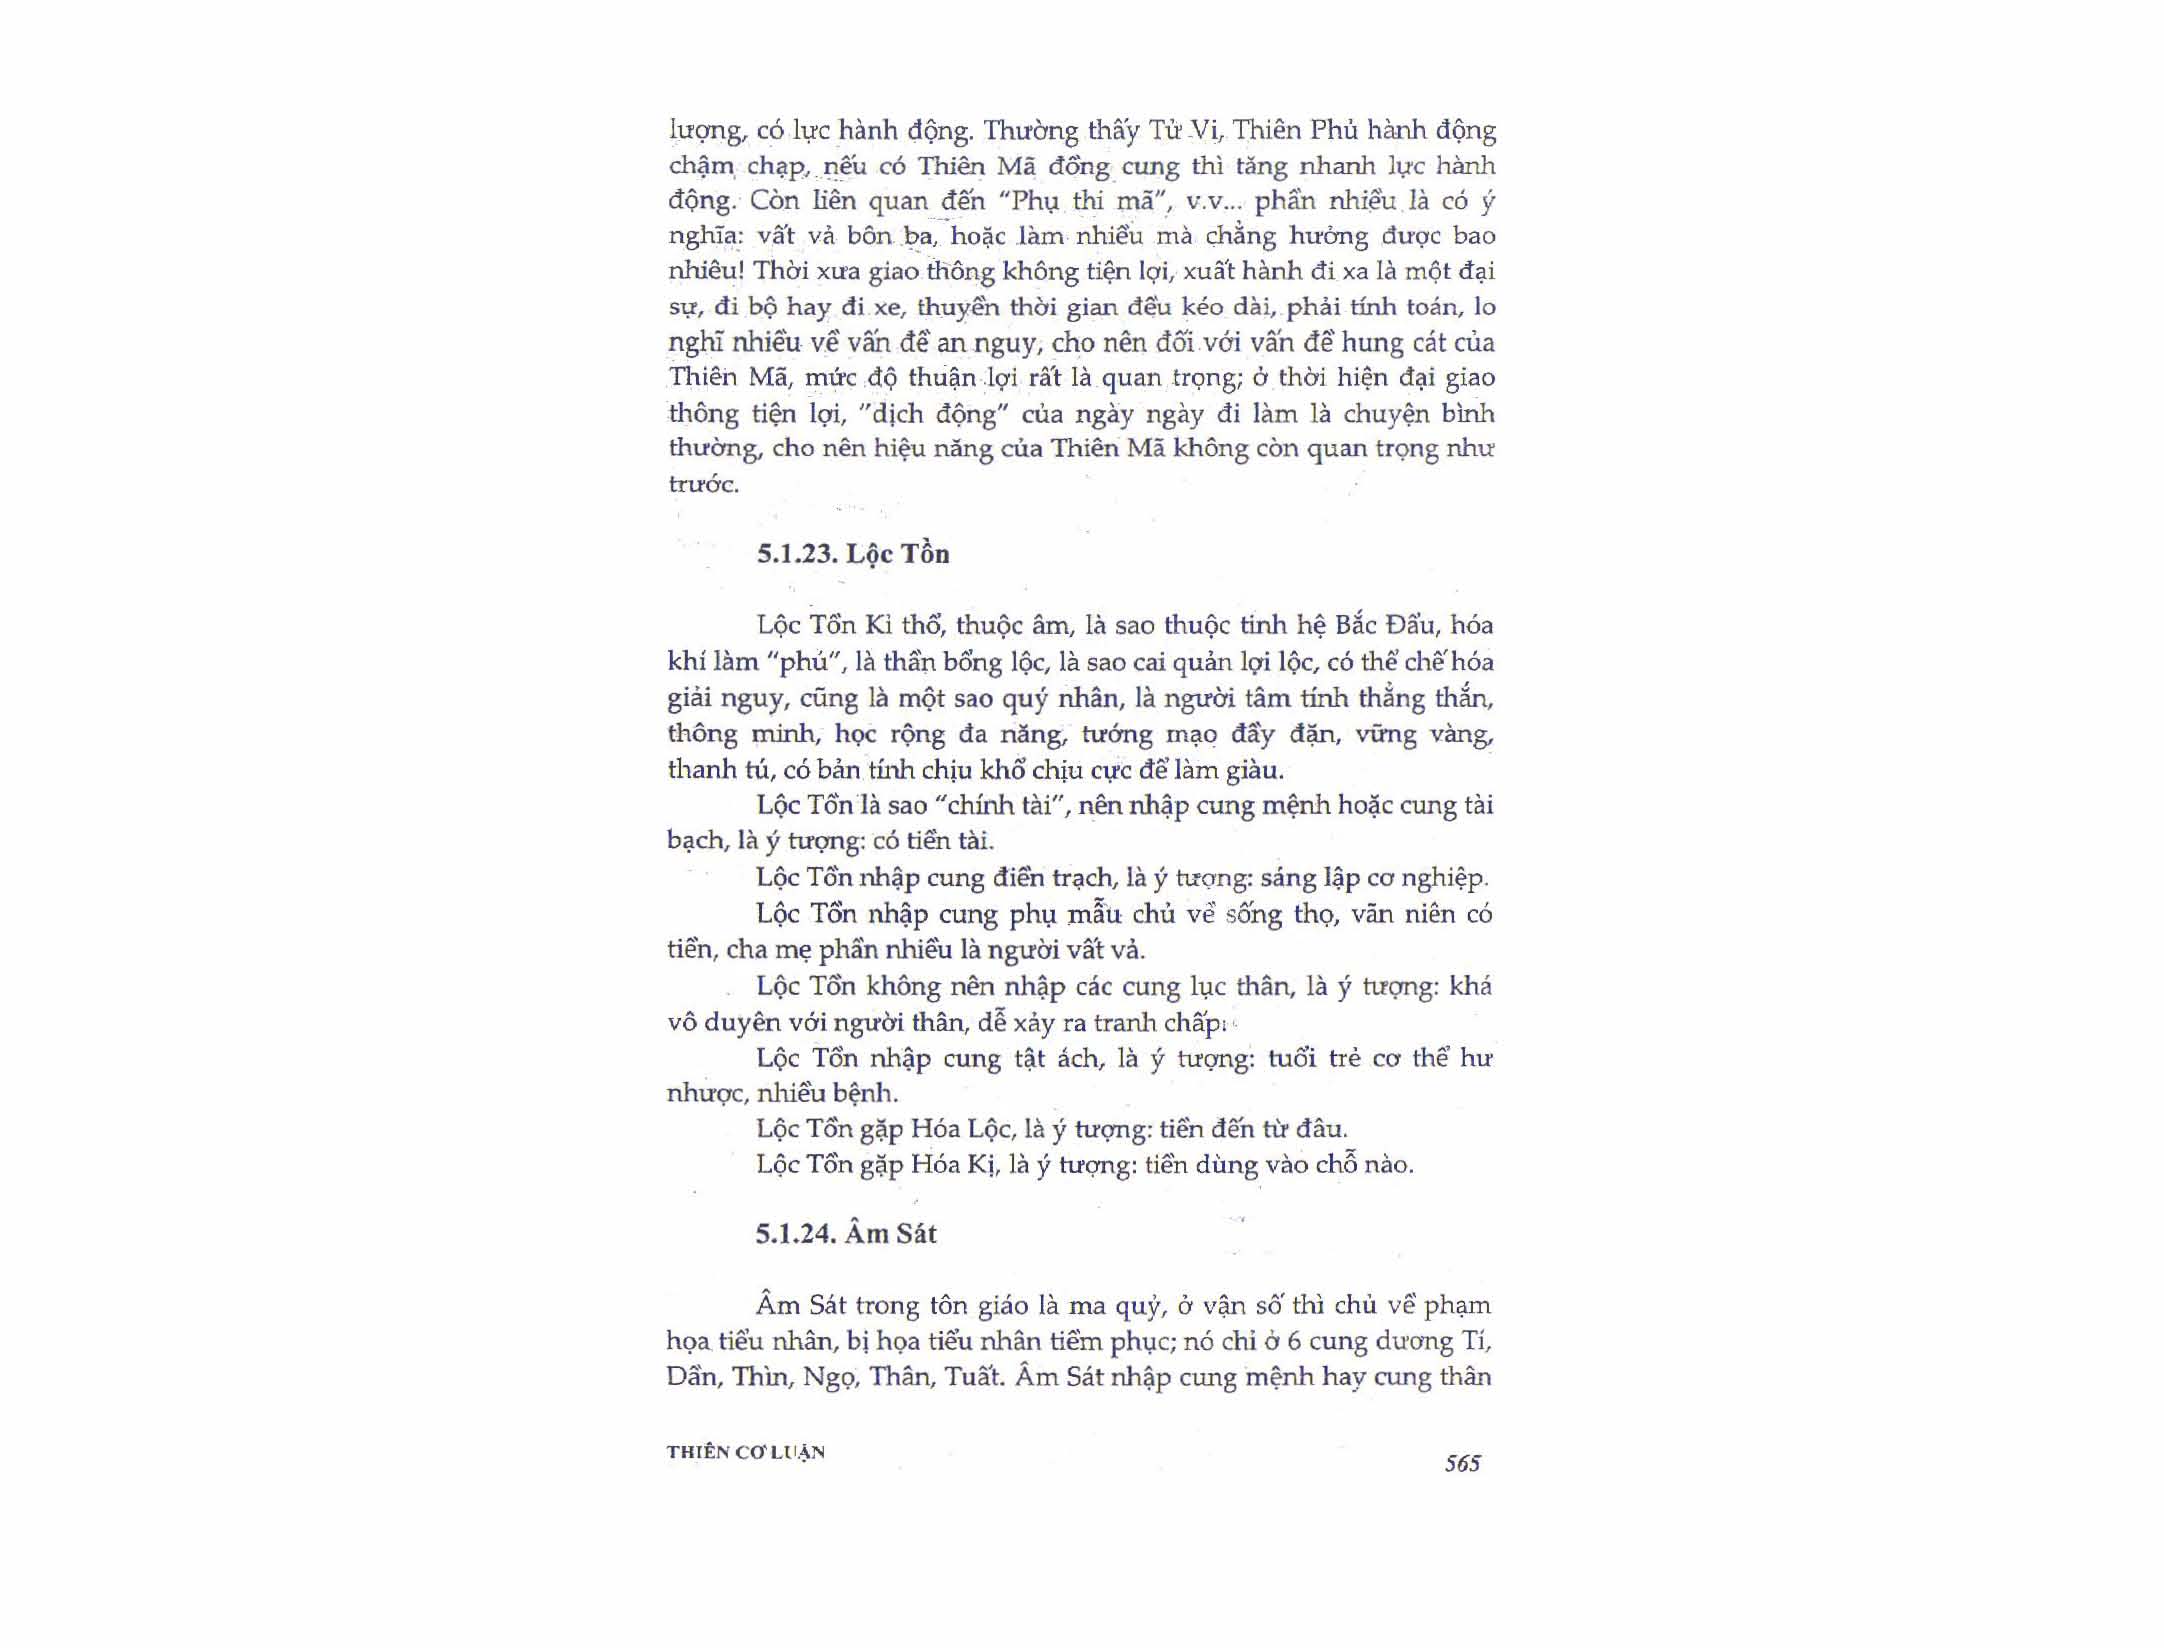 lượng, có lực hành động. Thường thấy Tử Vi, Thiên Phủ hành động
chậm chạp, nếu có Thiên Mã đồng cung thì tăng nhanh lực hành
động. Còn liên quan đến "Phụ thi mã", v.v... phần nhiều là có ý
nghĩa: vất vả bôn ba, hoặc làm nhiều mà chẳng hưởng được bao
nhiêu! Thời xưa giao thông không tiện lợi, xuất hành đi xa là một đại
sự, đi bộ hay đi xe, thuyền thời gian đều kéo dài, phải tính toán, lo
nghĩ nhiều về vấn đề an nguy, cho nên đối với vấn đề hung cát của
Thiên Mã, mức độ thuận lợi rất là quan trọng; ở thời hiện đại giao
thông tiện lợi, "dịch động" của ngày ngày đi làm là chuyện bình
thường, cho nên hiệu năng của Thiên Mã không còn quan trọng như
trước.
5.1.23. Lộc Tồn
Lộc Tồn Kỉ thổ, thuộc âm, là sao thuộc tinh hệ Bắc Đẩu, hóa
khí làm "phú", là thần bổng lộc, là sao cai quản lợi lộc, có thể chế hóa
giải nguy, cũng là một sao quý nhân, là người tâm tính thẳng thắn,
thông minh, học rộng đa năng, tướng mạo đầy đặn, vững vàng,
thanh tú, có bản tính chịu khổ chịu cực để làm giàu.
Lộc Tồn là sao "chính tài", nên nhập cung mệnh hoặc cung tài
bạch, là ý tượng: có tiền tài.
Lộc Tồn nhập cung điền trạch, là ý tượng: sáng lập cơ nghiệp.
Lộc Tồn nhập cung phụ mẫu chủ về sống thọ, vãn niên có
tiền, cha mẹ phần nhiều là người vất vả.
Lộc Tồn không nên nhập các cung lục thân, là ý tượng: khá
vô duyên với người thân, dễ xảy ra tranh chấp.
Lộc Tồn nhập cung tật ách, là ý tượng: tuổi trẻ cơ thể hư
nhược, nhiều bệnh.
Lộc Tồn gặp Hóa Lộc, là ý tượng: tiền đến từ đâu.
Lộc Tồn gặp Hóa Kị, là ý tượng: tiền dùng vào chỗ nào.
5.1.24. Âm Sát
Âm Sát trong tôn giáo là ma quỷ, ở vận số thì chủ về phạm
họa tiểu nhân, bị họa tiểu nhân tiềm phục; nó chỉ ở 6 cung dương Tí,
Dần, Thìn, Ngọ, Thân, Tuất. Âm Sát nhập cung mệnh hay cung thân
THIÊN CƠ LUẬN
565